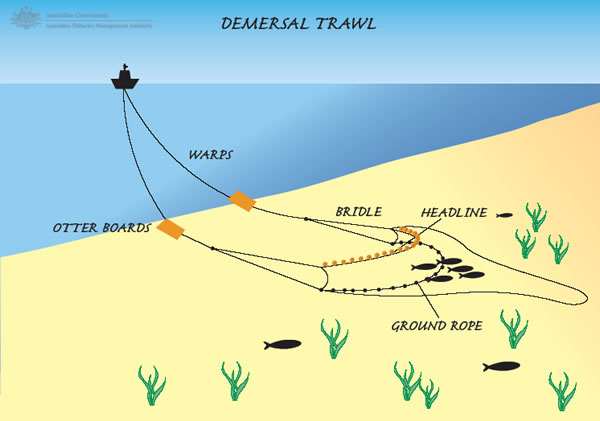 Australian Government
Australian Fisheries Management Authority
DEMERSAL TRAWL
WARPS
BRIDLE
HEADLINE
OTTER BOARDS
GROUND ROPE